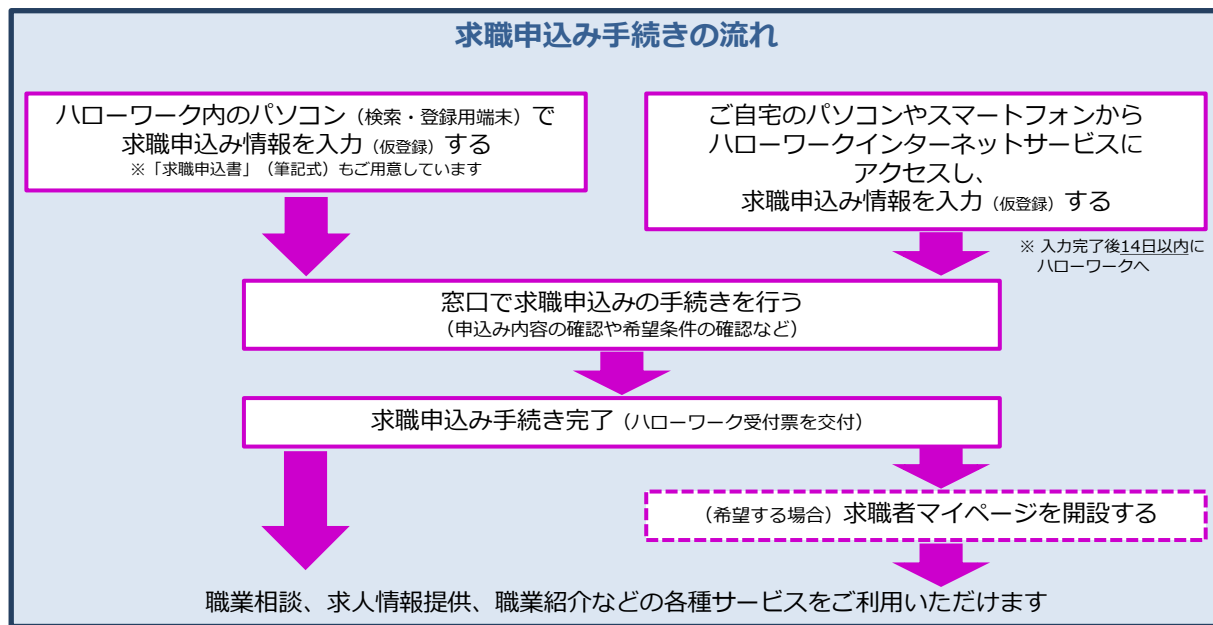 求職申込み手続きの流れ
ハローワーク内のパソコン（検索・登録用端末）で
求職申込み情報を入力（仮登録）する
※「求職申込書」（筆記式）もご用意しています
ご自宅のパソコンやスマートフォンから
ハローワークインターネットサービスに
アクセスし、
求職申込み情報を入力（仮登録）する
※ 入力完了後14日以内に
ハローワークへ
窓口で求職申込みの手続きを行う
（申込み内容の確認や希望条件の確認など）
求職申込み手続き完了（ハローワーク受付票を交付）
（希望する場合）求職者マイページを開設する
職業相談、求人情報提供、職業紹介などの各種サービスをご利用いただけます